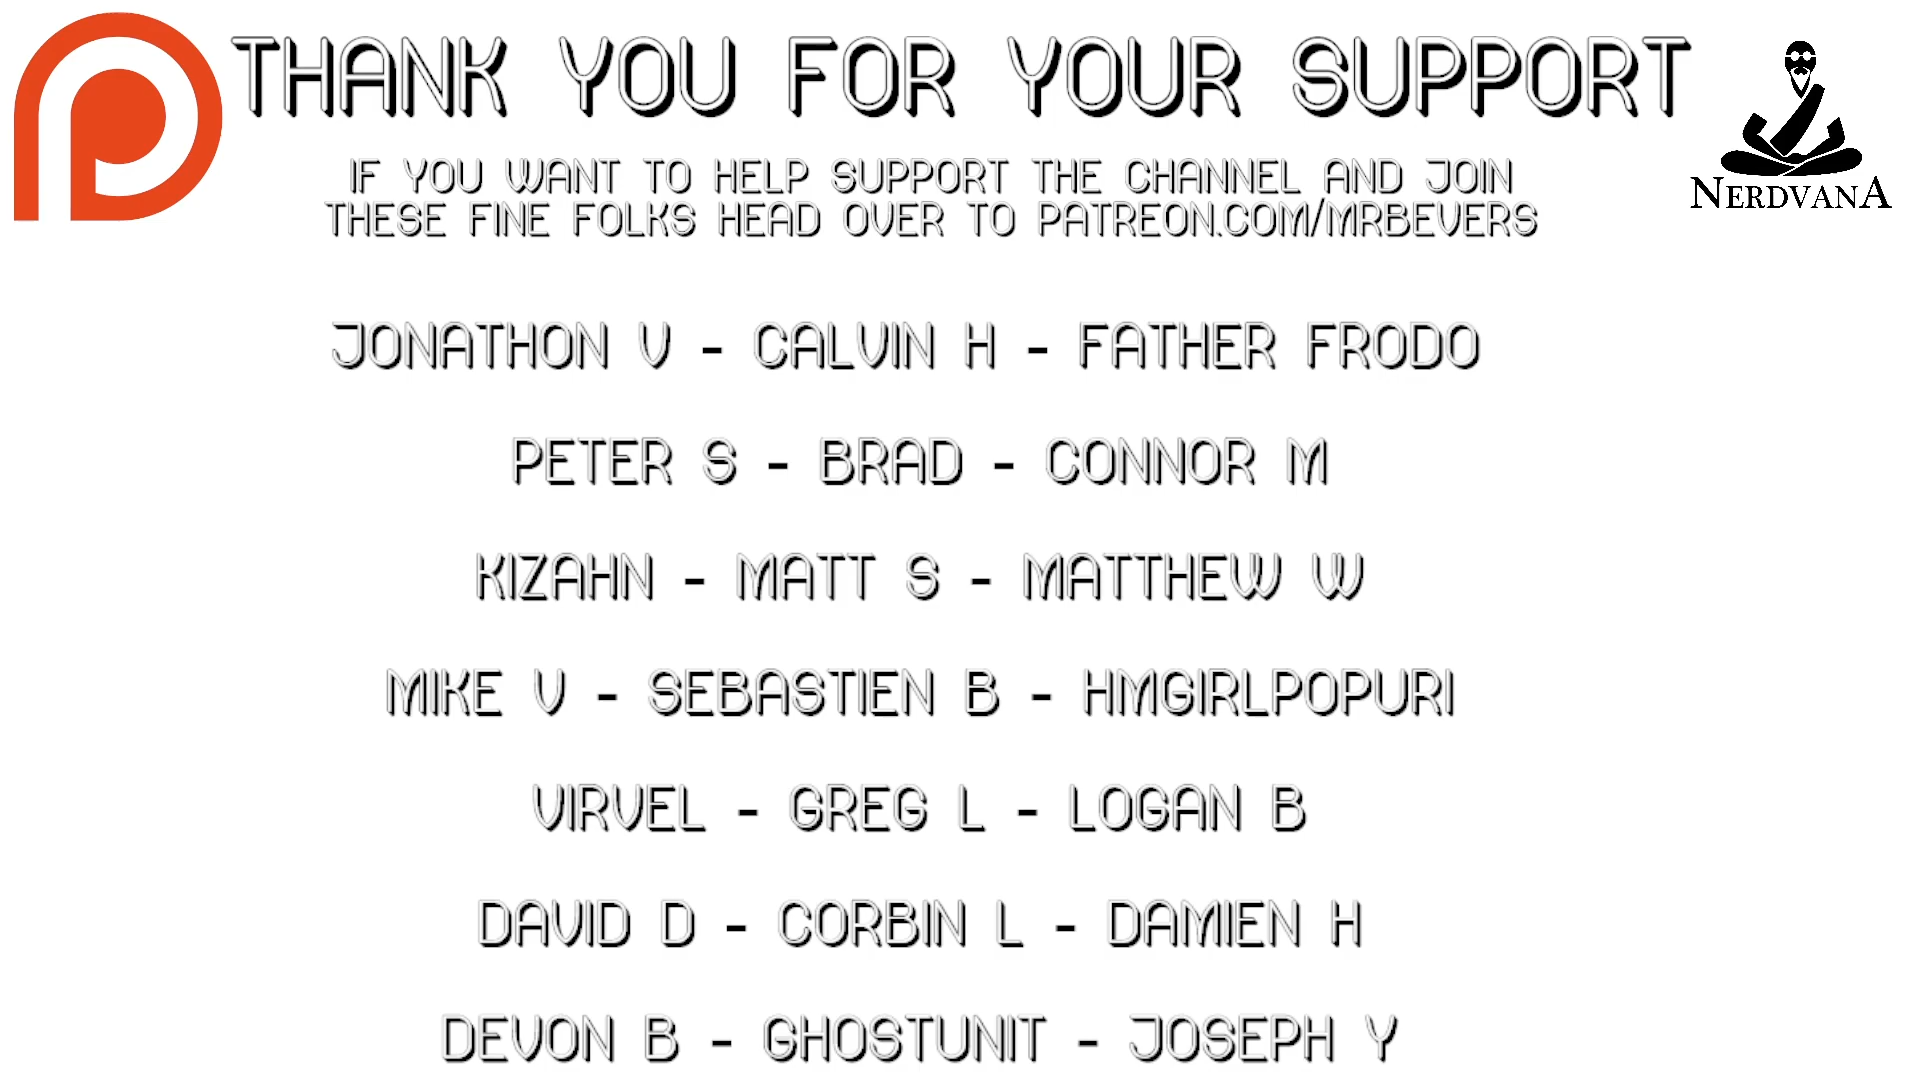 THANK YOU FOR YOUR SUPPORT
IF YOU WANT TO HELP SUPPORT THE CHANNEL AND JOIN
THESE FINE FOLKS HEAD OVER TO PATREON.COM/MRBEVERS
NERDVANA
JONATHON V - CALVIN H - FATHER FRODO
PETER S - BRAD - CONNOR M
KIZAHN - MATT S - MATTHEW W
MIKE V - SEBASTIEN B - HMGIRLPOPURI
VIRVEL - GREG L - LOGAN B
DAVID D - CORBIN L - DAMIEN H
DEVON B - GHOSTUNIT - JOSEPH Y